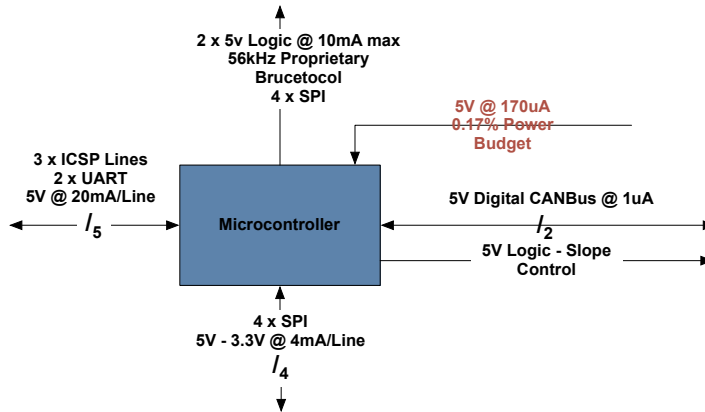 2 x 5v Logic @ 10mA max
56kHz Proprietary
Brucetocol
4 x SPI
5V @ 170uA
0.17% Power
Budget
3 x ICSP Lines
2 x UART
5V @ 20mA/Line
/5
Microcontroller
5V Digital CANBus @ 1uA
/2
5V Logic - Slope
Control
4 x SPI
5V - 3.3V @ 4mA/Line
/4